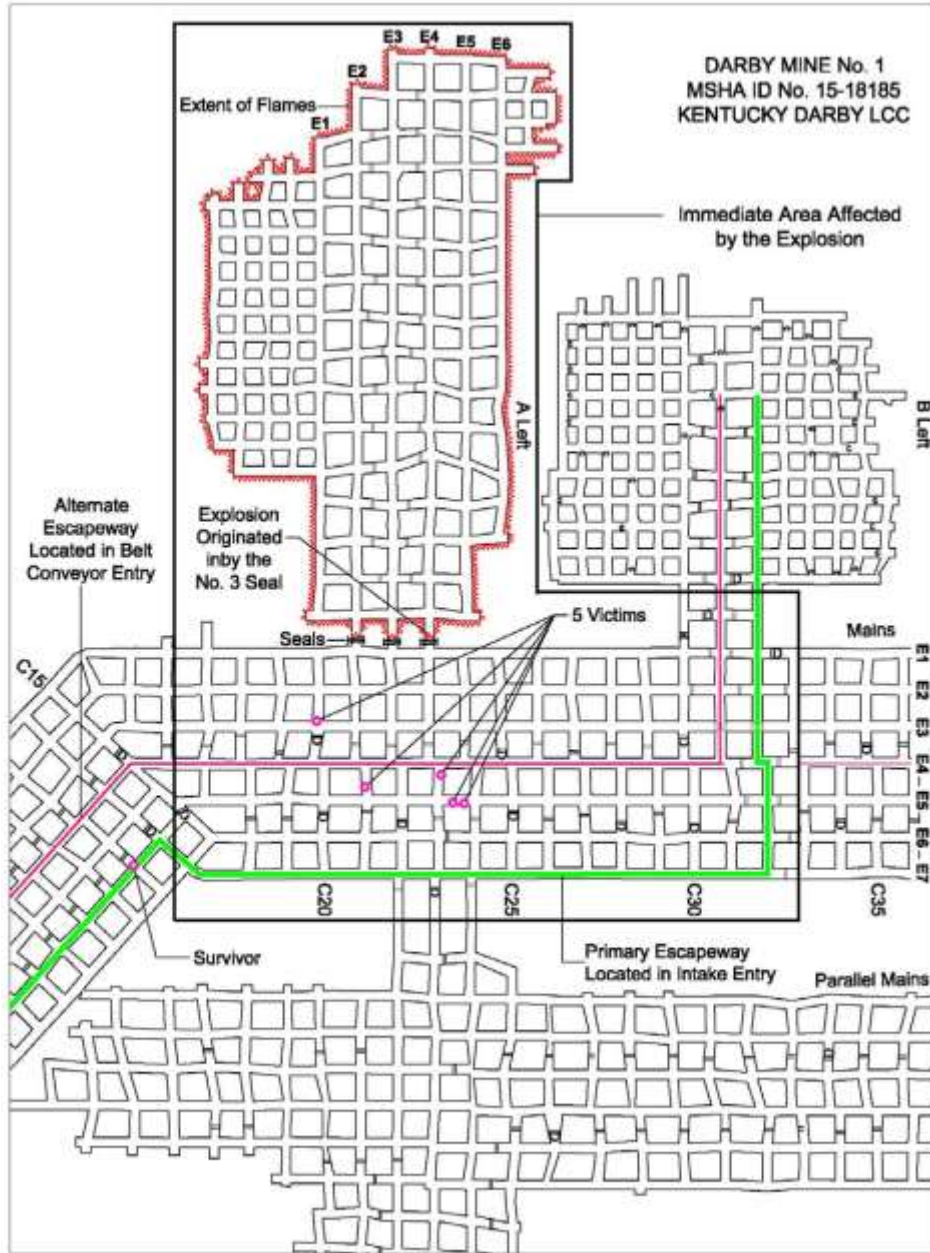 E1
E2
E3
E4
E5
E6
Extent of Flames
DARBY MINE No. 1
MSHA ID No. 15-18185
KENTUCKY DARBY LCC
Immediate Area Affected
by the Explosion
A Left
B Left
Alternate
Escapeway
Located in Belt
Conveyor Entry
Explosion
Originated
inby the
No. 3 Seal
Seals
5 Victims
Mains
C15
E1
E2
E3
E4
E5
E6
E7
C20
C25
C30
C35
Survivor
Primary Escapeway
Located in Intake Entry
Parallel Mains